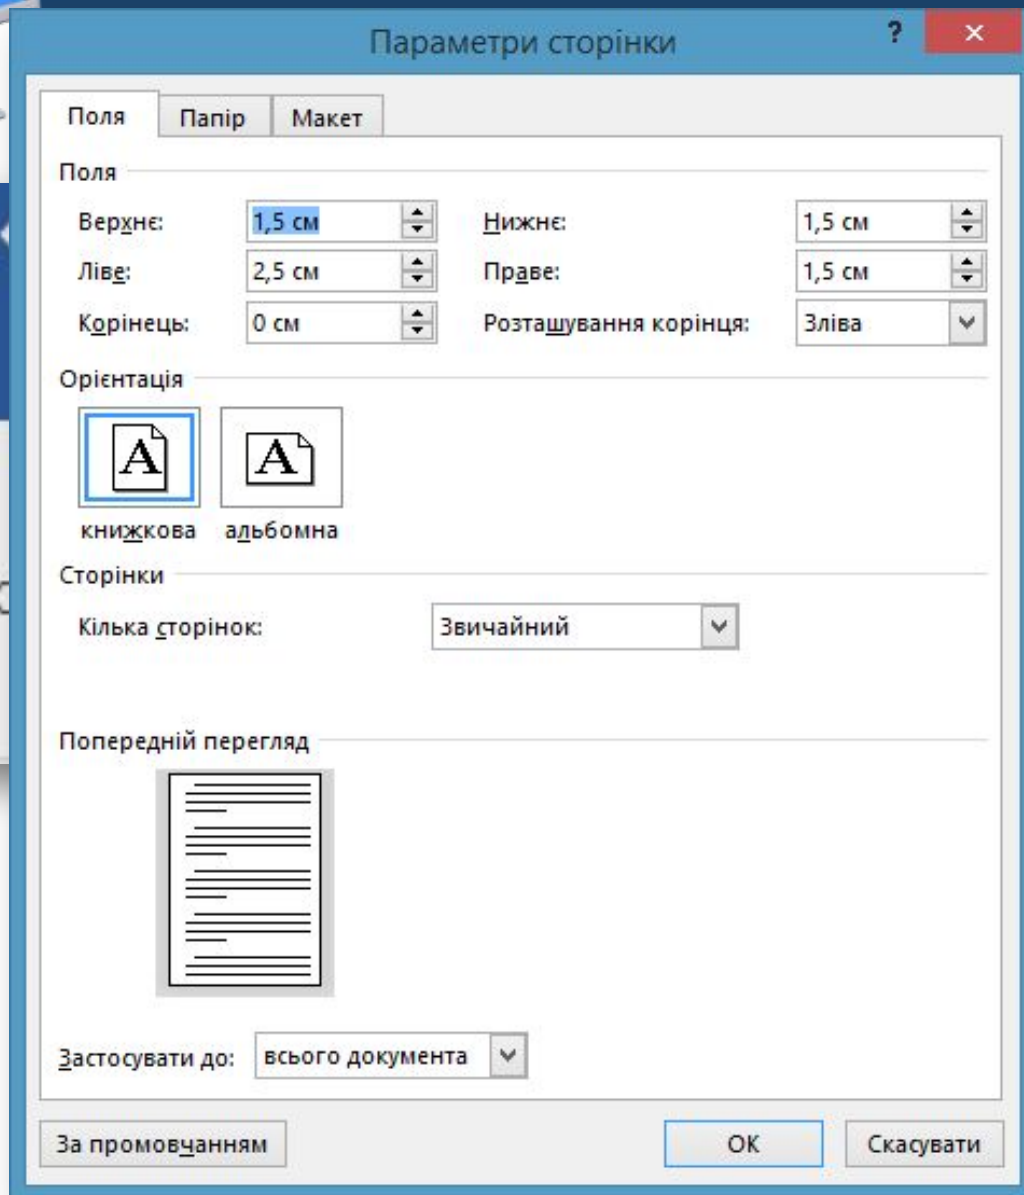 Параметри сторінки ?
Поля Папір Макет
Поля
Верхнє: 1,5 см Нижнє: 1,5 см
Ліве: 2,5 см Праве: 1,5 см
Корінець: 0 см Розташування корінця: Зліва
Орієнтація
A A
книжкова альбомна
Сторінки
Кілька сторінок: Звичайний
Попередній перегляд
Застосувати до: всього документа
За промовчанням ОК Скасувати